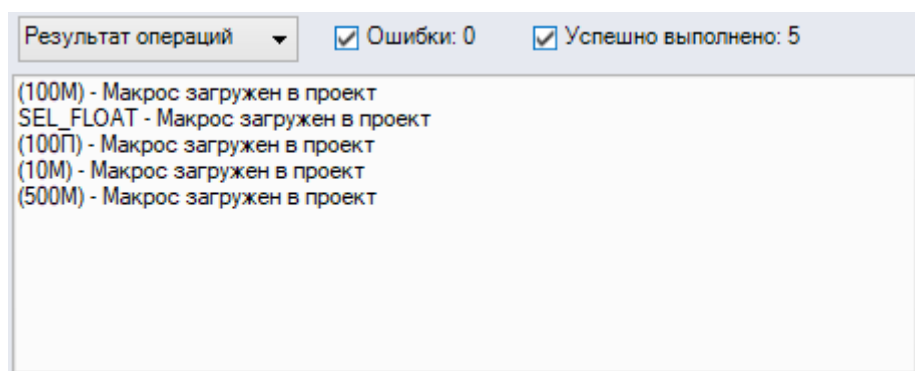 Результат операций Ошибки: 0 Успешно выполнено: 5
(100М) - Макрос загружен в проект
SEL_FLOAT - Макрос загружен в проект
(100П) - Макрос загружен в проект
(10М) - Макрос загружен в проект
(500М) - Макрос загружен в проект